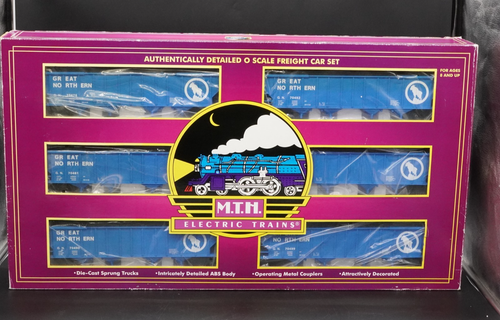 AUTHENTICALLY DETAILED O SCALE FREIGHT CAR SET
FOR AGES
8 AND UP
GREAT
NORTHERN
GREAT
NORTHERN
GREAT
NORTHERN
GREAT
NORTHERN
NORTHERN
M.T.H.
ELECTRIC TRAINS®
•Die-Cast Sprung Trucks •Intricately Detailed ABS Body •Operating Metal Couplers •Attractively Decorated